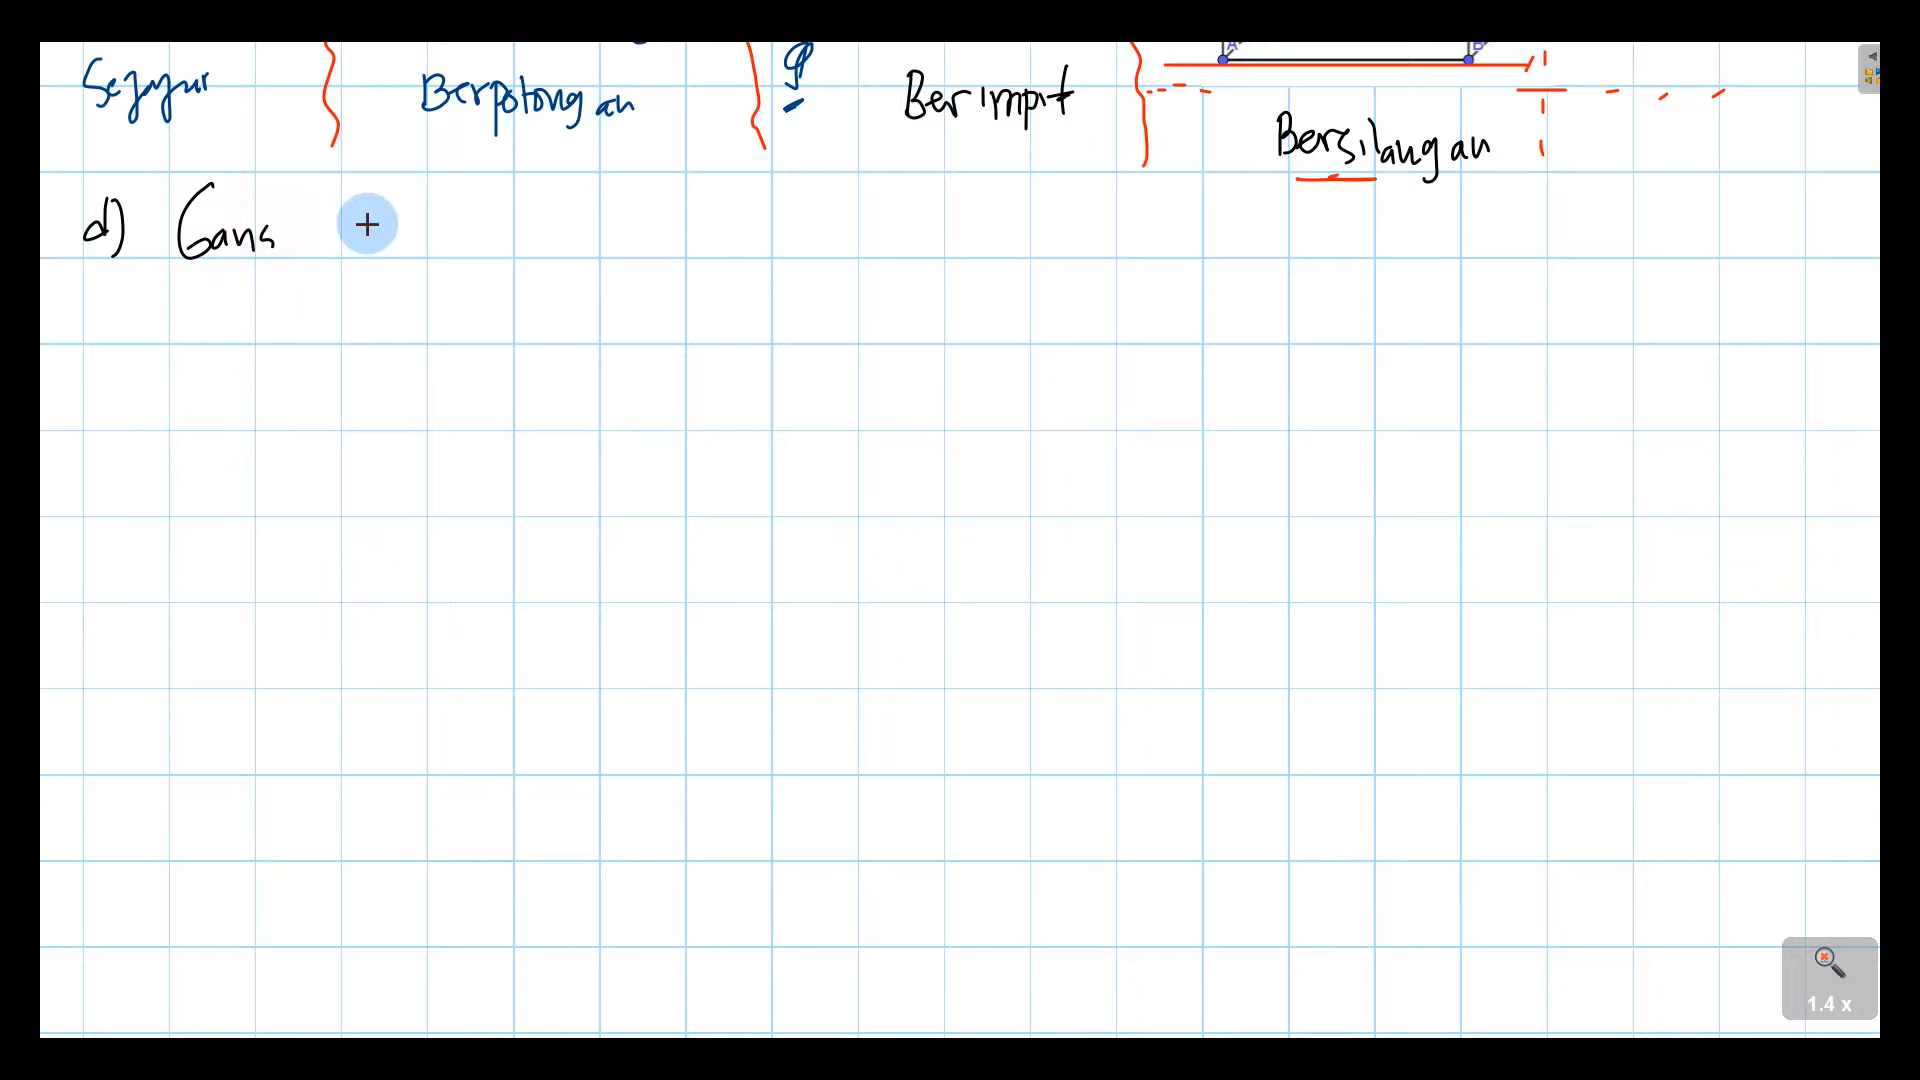 A B
Sejajar Berpotongan g Berimpit
Bersilangan
d) Garis
1.4 x